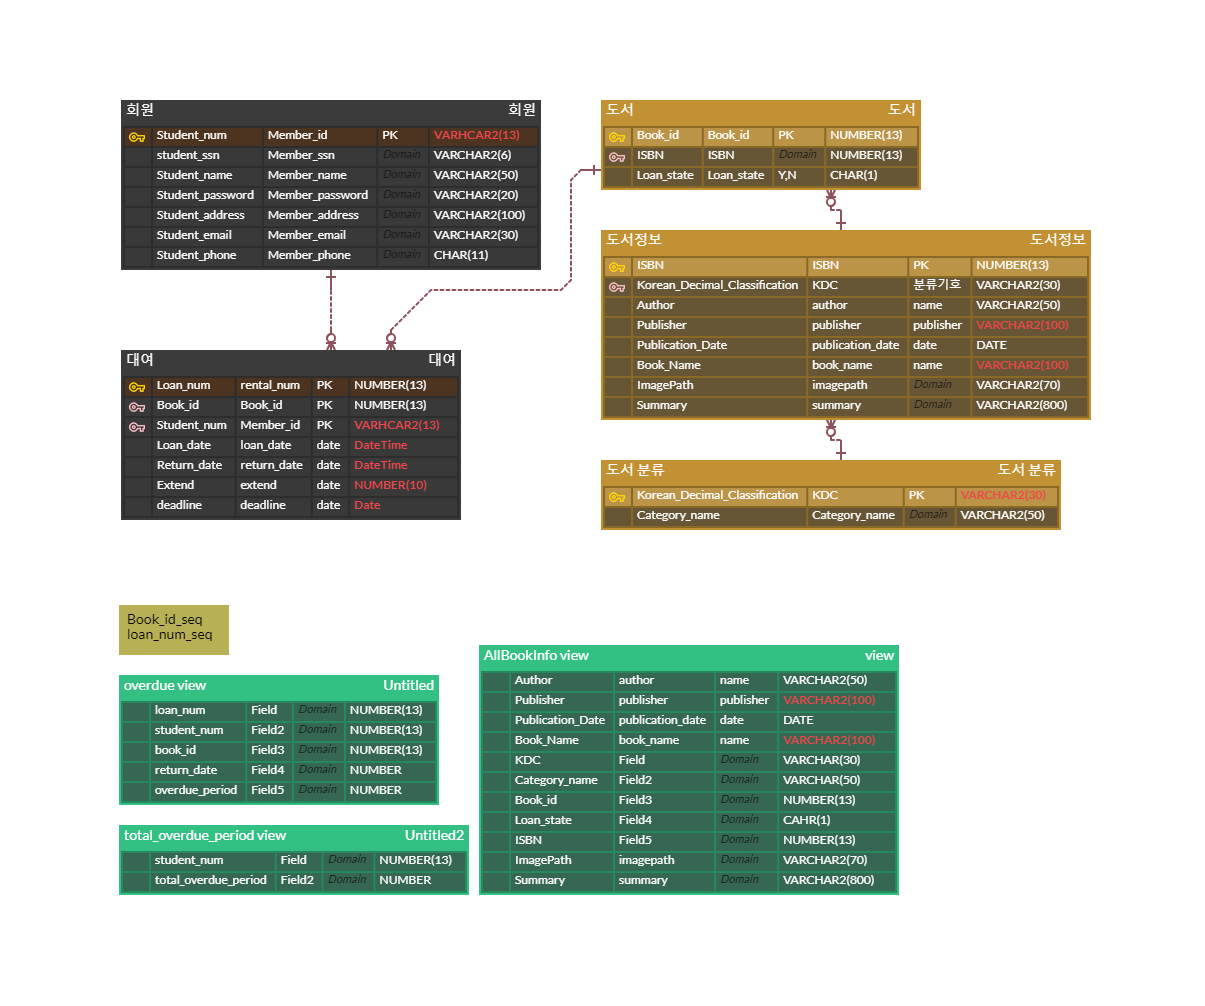 회원 회원
Student_num Member_id PK VARHCAR2(13)
student_ssn Member_ssn Domain VARCHAR2(6)
Student_name Member_name Domain VARCHAR2(50)
Student_password Member_password Domain VARCHAR2(20)
Student_address Member_address Domain VARCHAR2(100)
Student_email Member_email Domain VARCHAR2(30)
Student_phone Member_phone Domain CHAR(11)
도서 도서
Book_id Book_id PK NUMBER(13)
ISBN ISBN Domain NUMBER(13)
Loan_state Loan_state Y,N CHAR(1)
도서정보 도서정보
ISBN ISBN PK NUMBER(13)
Korean_Decimal_Classification KDC 분류기호 VARCHAR2(30)
Author author name VARCHAR2(50)
Publisher publisher publisher VARCHAR2(100)
Publication_Date publication_date date DATE
Book_Name book_name name VARCHAR2(100)
ImagePath imagepath Domain VARCHAR2(70)
Summary summary Domain VARCHAR2(800)
대여 대여
Loan_num rental_num PK NUMBER(13)
Book_id Book_id PK NUMBER(13)
Student_num Member_id PK VARHCAR2(13)
Loan_date loan_date date DateTime
Return_date return_date date DateTime
Extend extend date NUMBER(10)
deadline deadline date Date
도서 분류 도서 분류
Korean_Decimal_Classification KDC PK VARCHAR2(30)
Category_name Category_name Domain VARCHAR2(50)
Book_id_seq
loan_num_seq
overdue view Untitled
loan_num Field Domain NUMBER(13)
student_num Field2 Domain NUMBER(13)
book_id Field3 Domain NUMBER(13)
return_date Field4 Domain NUMBER
overdue_period Field5 Domain NUMBER
total_overdue_period view Untitled2
student_num Field Domain NUMBER(13)
total_overdue_period Field2 Domain NUMBER
AllBookInfo view view
Author author name VARCHAR2(50)
Publisher publisher publisher VARCHAR2(100)
Publication_Date publication_date date DATE
Book_Name book_name name VARCHAR2(100)
KDC Field Domain VARCHAR(30)
Category_name Field2 Domain VARCHAR(50)
Book_id Field3 Domain NUMBER(13)
Loan_state Field4 Domain CAHR(1)
ISBN Field5 Domain NUMBER(13)
ImagePath imagepath Domain VARCHAR2(70)
Summary summary Domain VARCHAR2(800)